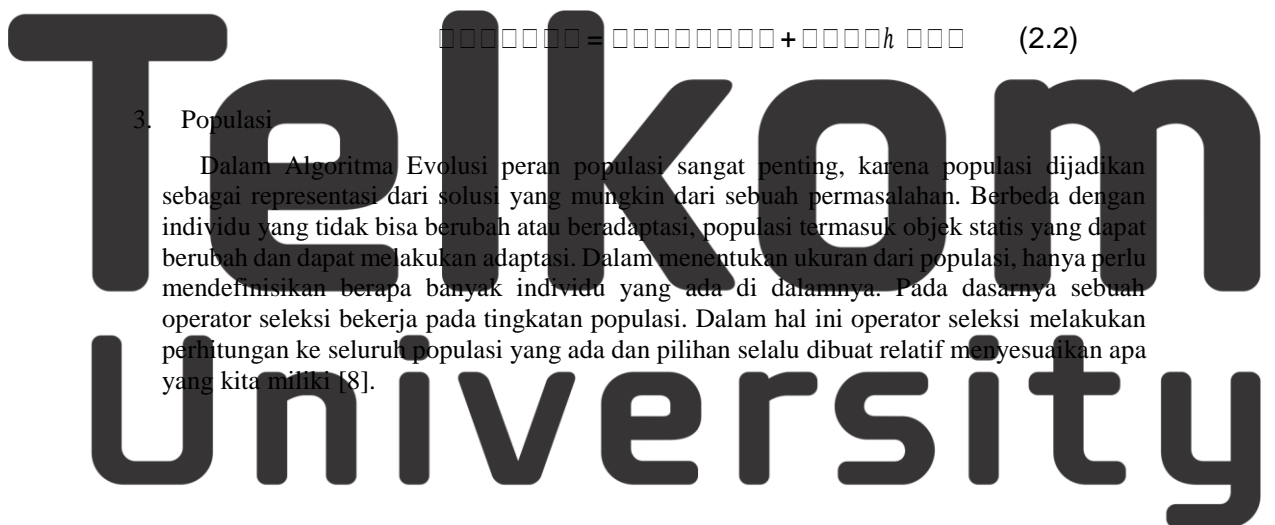 □□□□□□□ = □□□□□□□□ + □□□□h □□□ (2.2)
3. Populasi
Dalam Algoritma Evolusi peran populasi sangat penting, karena populasi dijadikan
sebagai representasi dari solusi yang mungkin dari sebuah permasalahan. Berbeda dengan
individu yang tidak bisa berubah atau beradaptasi, populasi termasuk objek statis yang dapat
berubah dan dapat melakukan adaptasi. Dalam menentukan ukuran dari populasi, hanya perlu
mendefinisikan berapa banyak individu yang ada di dalamnya. Pada dasarnya sebuah
operator seleksi bekerja pada tingkatan populasi. Dalam hal ini operator seleksi melakukan
perhitungan ke seluruh populasi yang ada dan pilihan selalu dibuat relatif menyesuaikan apa
yang kita miliki [8].
Telkom
University